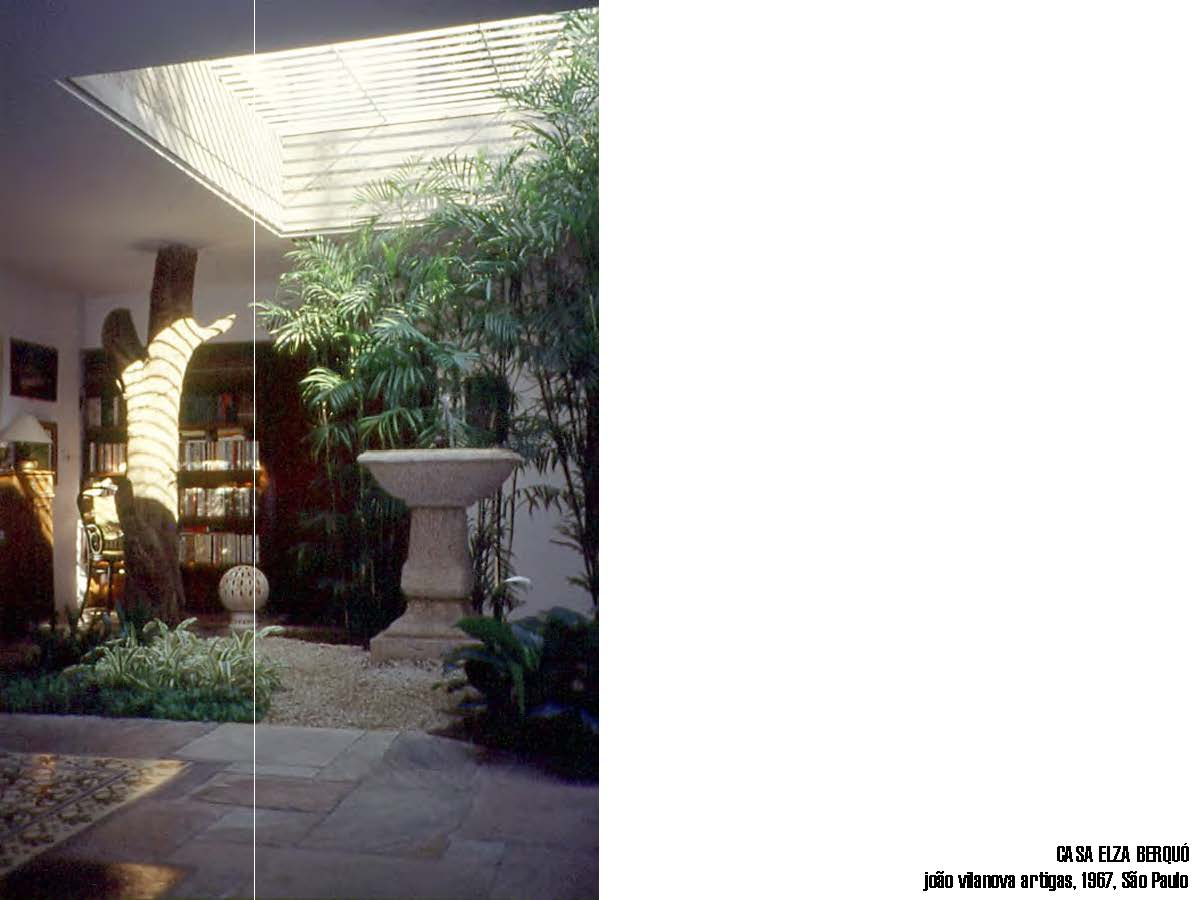 CASA ELZA BERQUÓ
joão vilanova artigas, 1967, São Paulo